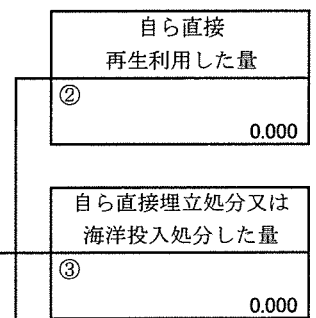 自ら直接
再生利用した量
②
0.000
自ら直接埋立処分又は
海洋投入処分した量
③
0.000